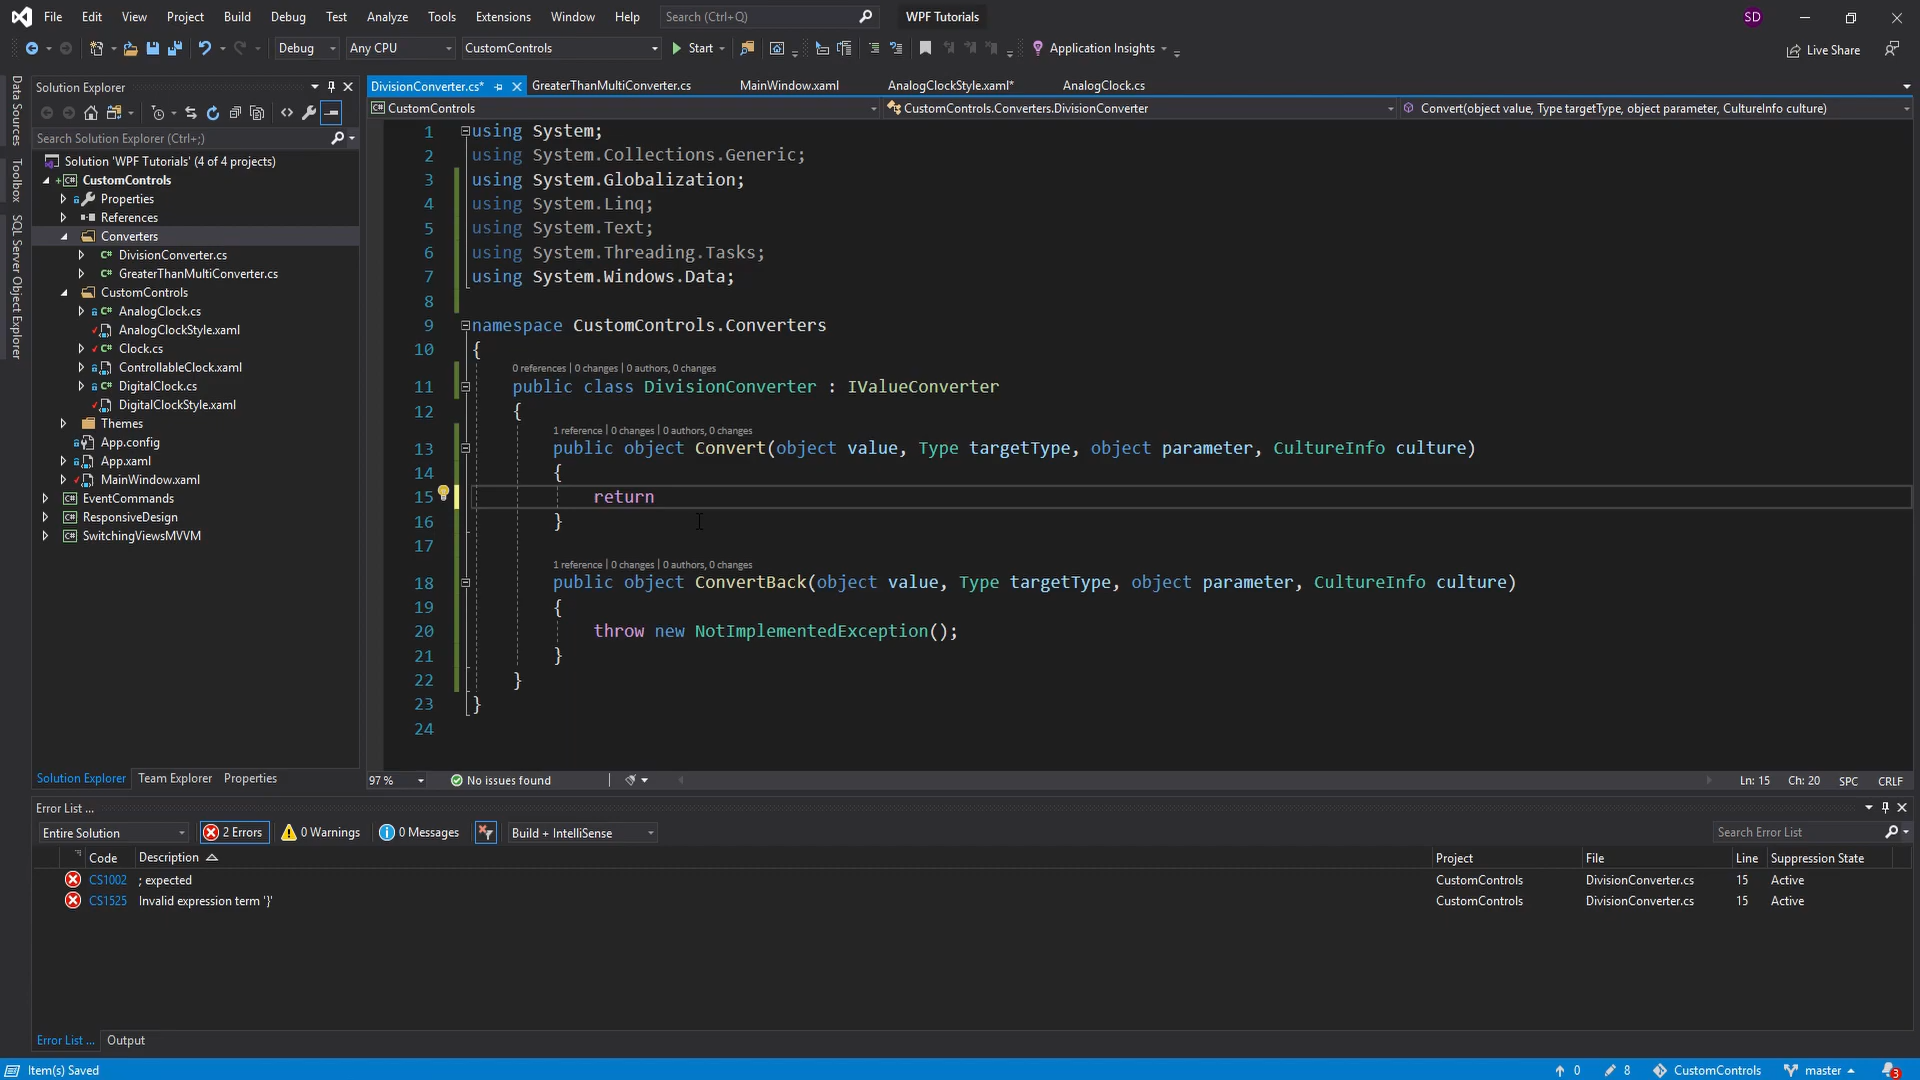 File Edit View Project Build Debug Test Analyze Tools Extensions Window Help Search (Ctrl+Q) WPF Tutorials SD
Debug Any CPU CustomControls Start Application Insights Live Share
Data Sources
Toolbox
SQL Server Object Explorer
Solution Explorer
Search Solution Explorer (Ctrl+;)
Solution 'WPF Tutorials' (4 of 4 projects)
CustomControls
Properties
References
Converters
DivisionConverter.cs
GreaterThanMultiConverter.cs
CustomControls
AnalogClock.cs
AnalogClockStyle.xaml
Clock.cs
ControllableClock.xaml
DigitalClock.cs
DigitalClockStyle.xaml
Themes
App.config
App.xaml
MainWindow.xaml
EventCommands
ResponsiveDesign
SwitchingViewsMVVM
Solution Explorer Team Explorer Properties
DivisionConverter.cs* GreaterThanMultiConverter.cs MainWindow.xaml AnalogClockStyle.xaml* AnalogClock.cs
CustomControls CustomControls.Converters.DivisionConverter Convert(object value, Type targetType, object parameter, CultureInfo culture)
1 using System;
2 using System.Collections.Generic;
3 using System.Globalization;
4 using System.Linq;
5 using System.Text;
6 using System.Threading.Tasks;
7 using System.Windows.Data;
8
9 namespace CustomControls.Converters
10 {
0 references | 0 changes | 0 authors, 0 changes
11 public class DivisionConverter : IValueConverter
12 {
1 reference | 0 changes | 0 authors, 0 changes
13 public object Convert(object value, Type targetType, object parameter, CultureInfo culture)
14 {
15 return
16 }
17
1 reference | 0 changes | 0 authors, 0 changes
18 public object ConvertBack(object value, Type targetType, object parameter, CultureInfo culture)
19 {
20 throw new NotImplementedException();
21 }
22 }
23 }
24
97 % No issues found Ln: 15 Ch: 20 SPC CRLF
Error List ...
Entire Solution 2 Errors 0 Warnings 0 Messages Build + IntelliSense Search Error List
Code Description Project File Line Suppression State
CS1002 ; expected CustomControls DivisionConverter.cs 15 Active
CS1525 Invalid expression term '}' CustomControls DivisionConverter.cs 15 Active
Error List ... Output
Item(s) Saved 0 8 CustomControls master 3